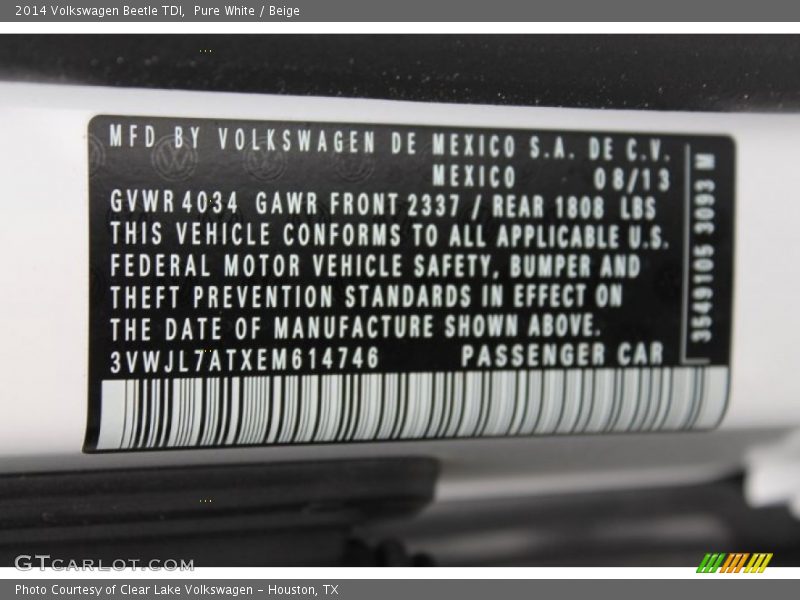 2014 Volkswagen Beetle TDI,  Pure White / Beige
MFD BY VOLKSWAGEN DE MEXICO S.A. DE C.V.
MEXICO 08/13
GVWR 4034 GAWR FRONT 2337 / REAR 1808 LBS
THIS VEHICLE CONFORMS TO ALL APPLICABLE U.S.
FEDERAL MOTOR VEHICLE SAFETY, BUMPER AND
THEFT PREVENTION STANDARDS IN EFFECT ON
THE DATE OF MANUFACTURE SHOWN ABOVE.
3VWJL7ATXEM614746 PASSENGER CAR
3549105 3093 M
GTCARLOT.COM
Photo Courtesy of Clear Lake Volkswagen - Houston, TX